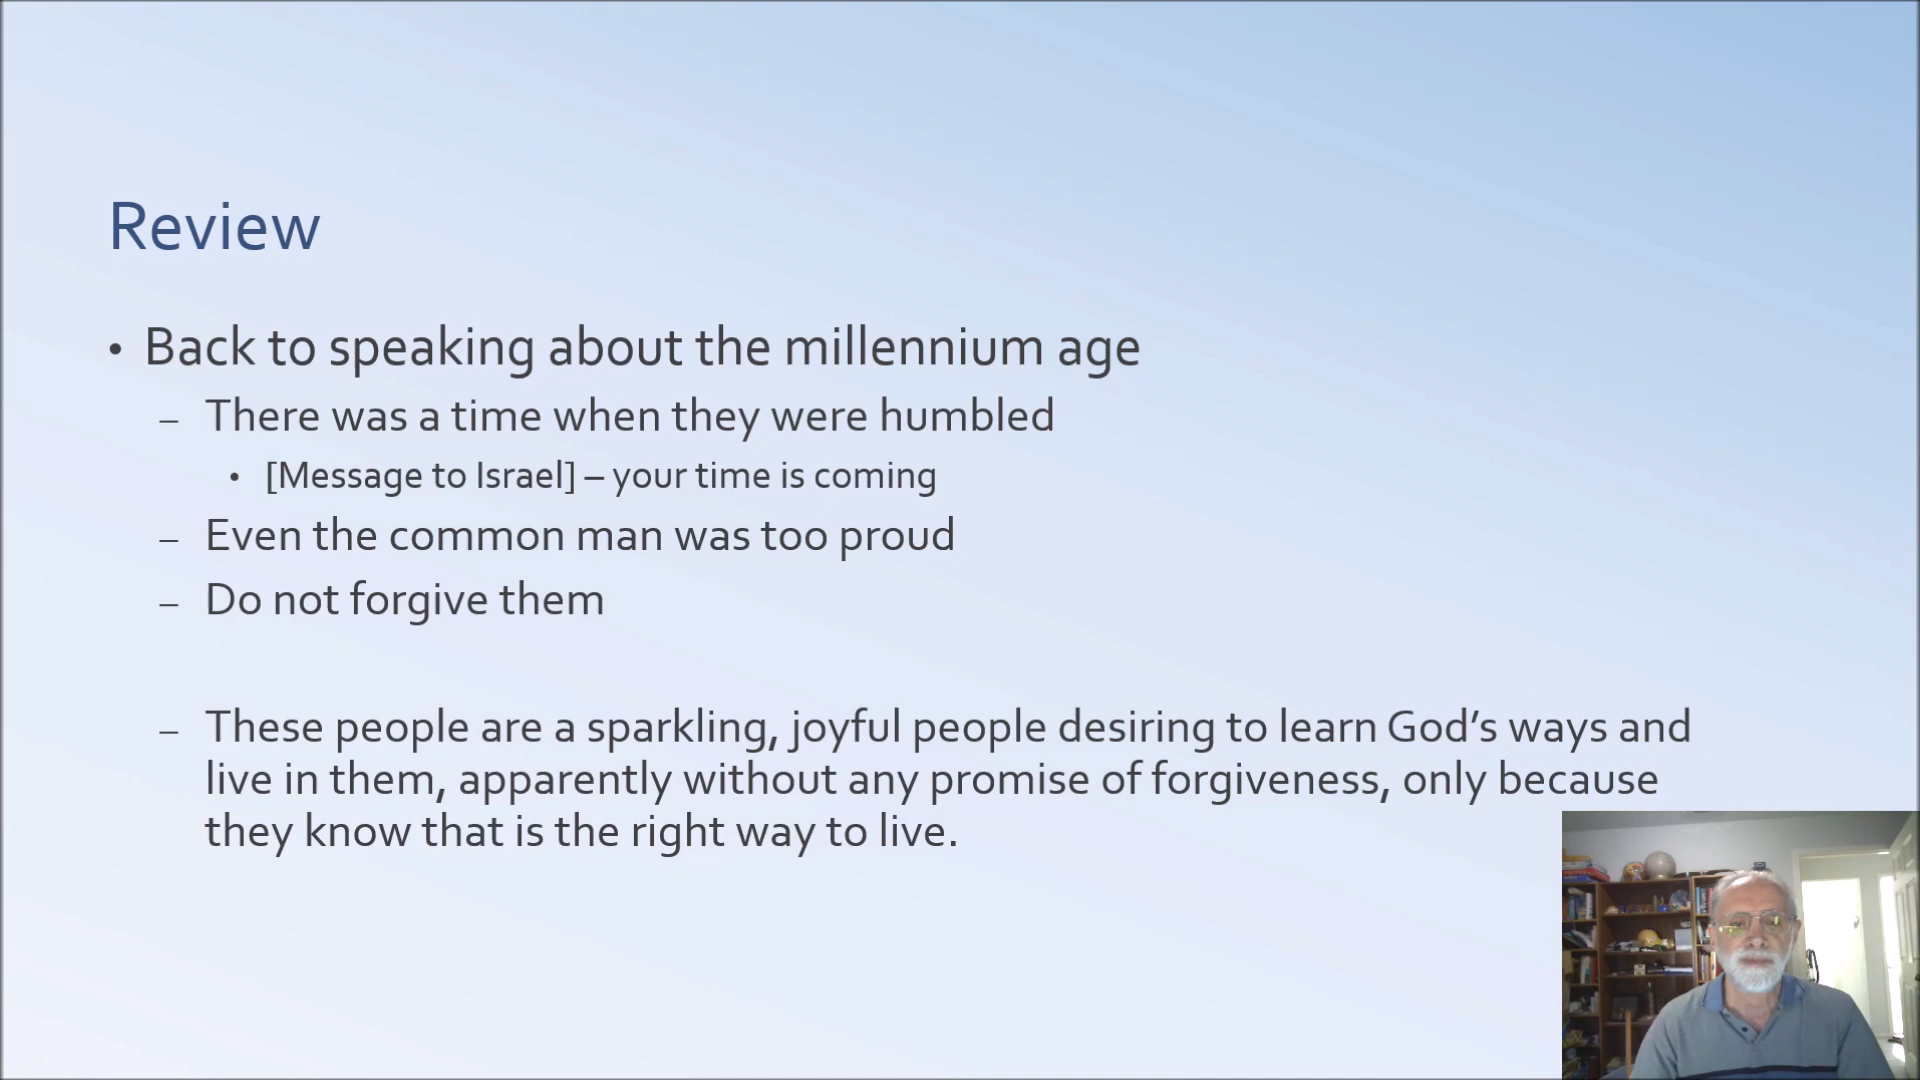 Review
• Back to speaking about the millennium age
– There was a time when they were humbled
• [Message to Israel] – your time is coming
– Even the common man was too proud
– Do not forgive them
– These people are a sparkling, joyful people desiring to learn God’s ways and
live in them, apparently without any promise of forgiveness, only because
they know that is the right way to live.